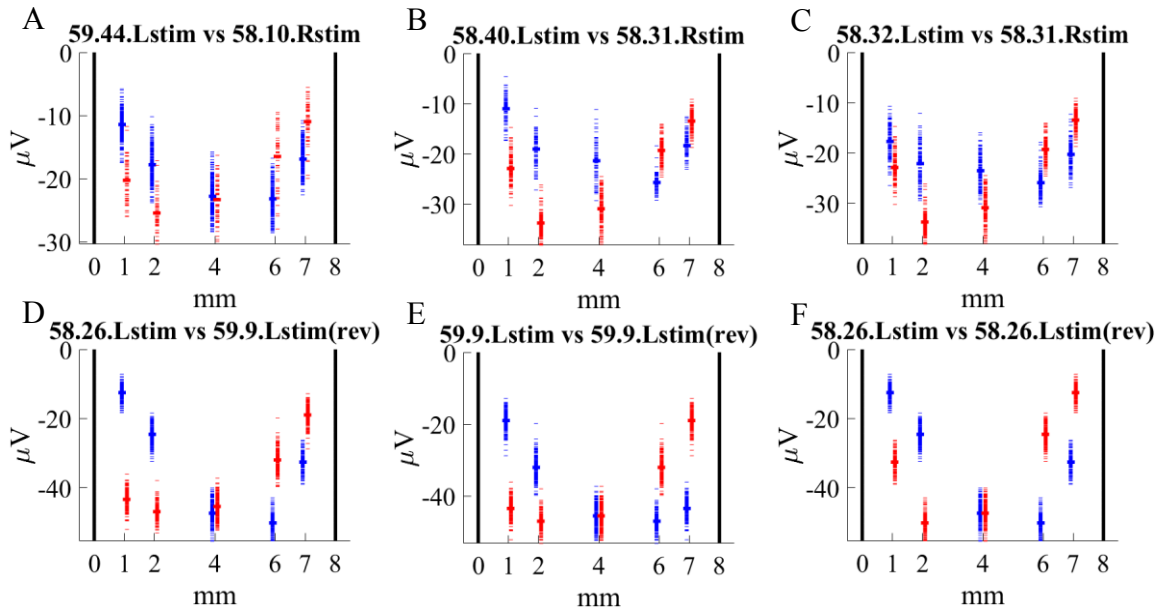 A
59.44.Lstim vs 58.10.Rstim
0
-10
-20
-30
μV
0 1 2 4 6 7 8
mm
B
58.40.Lstim vs 58.31.Rstim
0
-10
-20
-30
μV
0 1 2 4 6 7 8
mm
C
58.32.Lstim vs 58.31.Rstim
0
-10
-20
-30
μV
0 1 2 4 6 7 8
mm
D
58.26.Lstim vs 59.9.Lstim(rev)
0
-20
-40
μV
0 1 2 4 6 7 8
mm
E
59.9.Lstim vs 59.9.Lstim(rev)
0
-20
-40
μV
0 1 2 4 6 7 8
mm
F
58.26.Lstim vs 58.26.Lstim(rev)
0
-20
-40
μV
0 1 2 4 6 7 8
mm